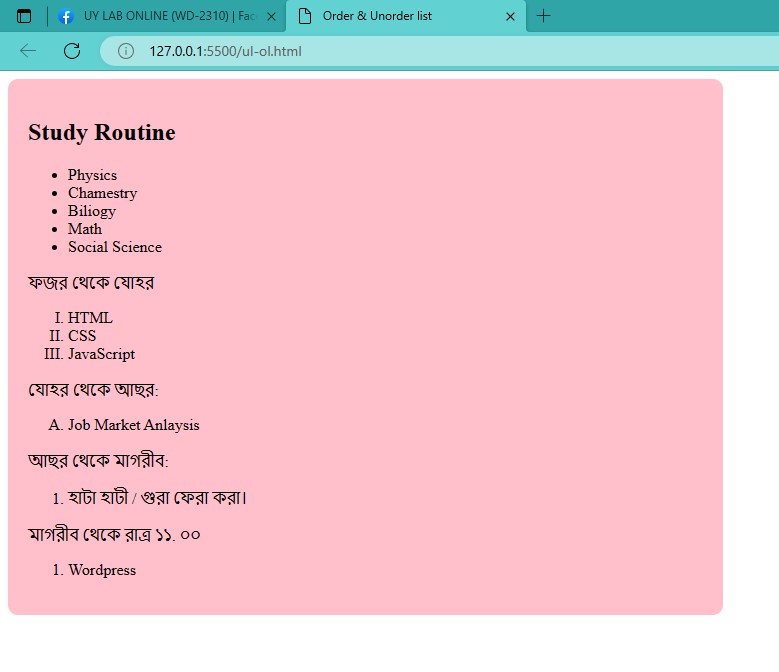 UY LAB ONLINE (WD-2310) | Fac
Order & Unorder list
127.0.0.1:5500/ul-ol.html
Study Routine
• Physics
• Chamestry
• Biliogy
• Math
• Social Science
ফজর থেকে যোহর
I. HTML
II. CSS
III. JavaScript
যোহর থেকে আছর:
A. Job Market Anlaysis
আছর থেকে মাগরীব:
1. হাটা হাটী / গুরা ফেরা করা।
মাগরীব থেকে রাত্র ১১. ০০
1. Wordpress